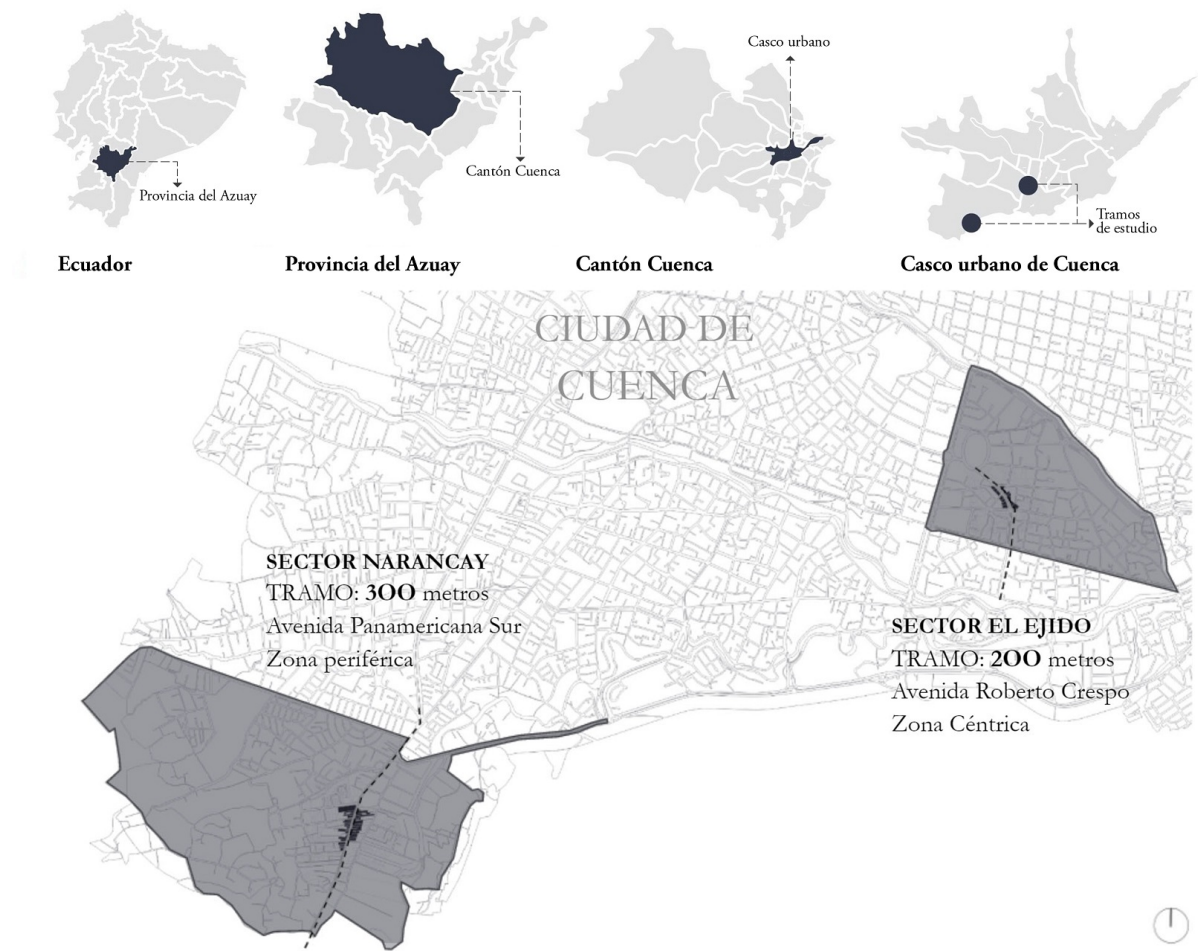 Casco urbano
Cantón Cuenca
Provincia del Azuay
Tramos
de estudio
Ecuador
Provincia del Azuay
Cantón Cuenca
Casco urbano de Cuenca
CIUDAD DE
CUENCA
SECTOR NARANCAY
TRAMO: 300 metros
Avenida Panamericana Sur
Zona periférica
SECTOR EL EJIDO
TRAMO: 200 metros
Avenida Roberto Crespo
Zona Céntrica